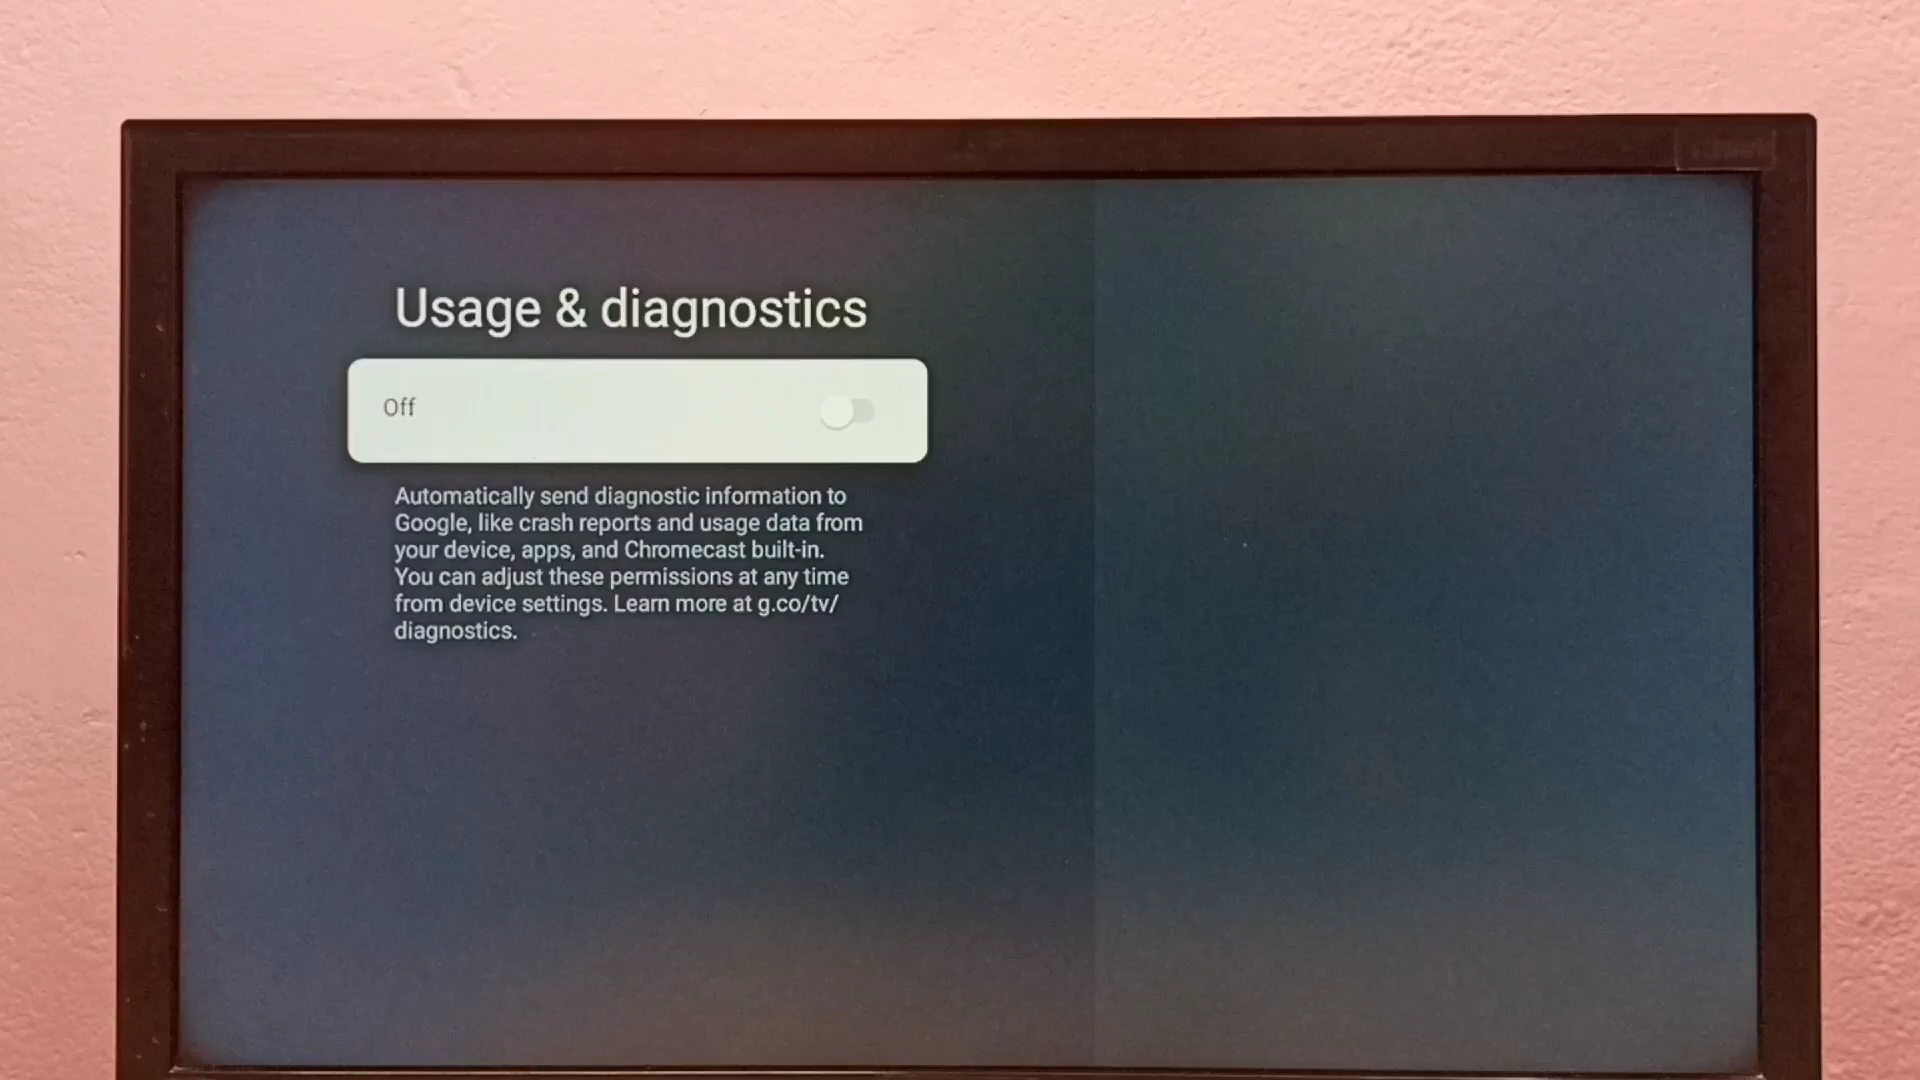 Usage & diagnostics
Off
Automatically send diagnostic information to
Google, like crash reports and usage data from
your device, apps, and Chromecast built-in.
You can adjust these permissions at any time
from device settings. Learn more at g.co/tv/
diagnostics.